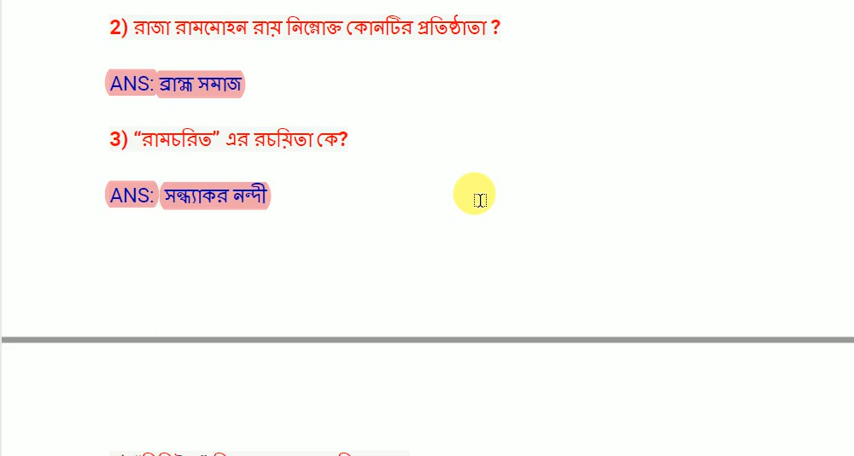 2) রাজা রামমোহন রায় নিম্নোক্ত কোনটির প্রতিষ্ঠাতা ?
ANS: ব্রাহ্ম সমাজ
3) “রামচরিত” এর রচয়িতা কে?
ANS: সন্ধ্যাকর নন্দী